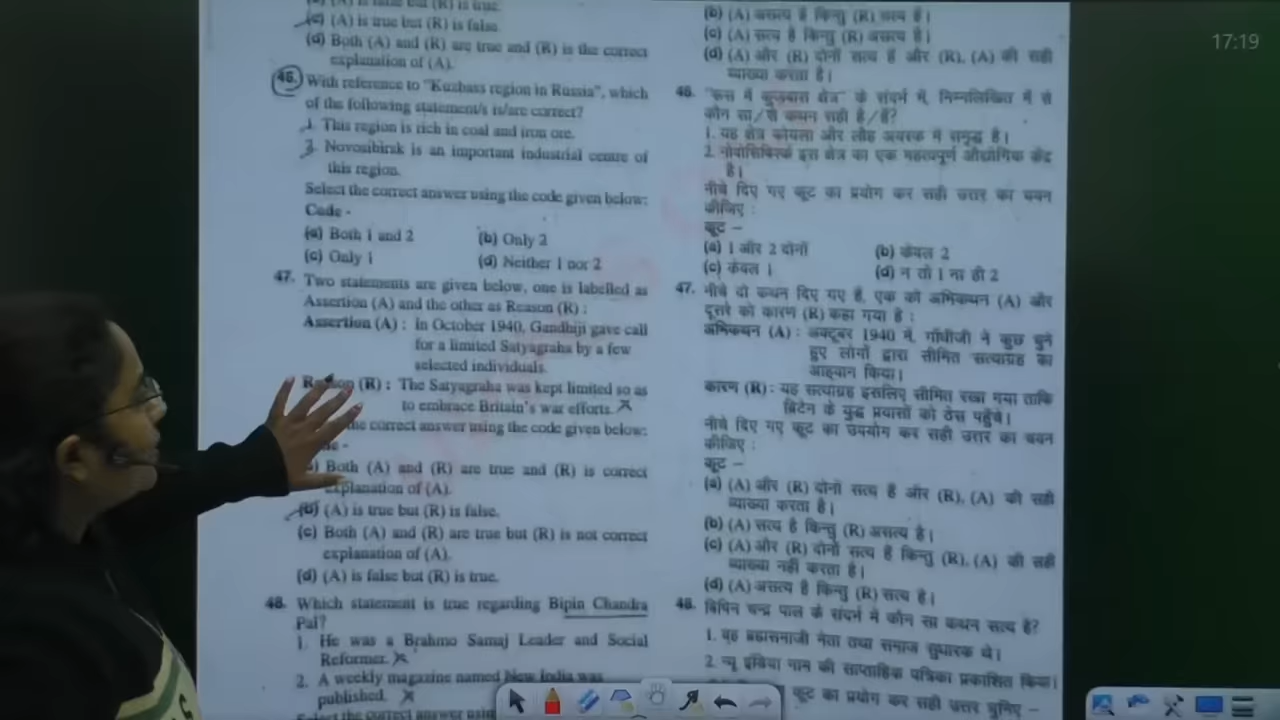 (c) (A) is true but (R) is false.
(d) Both (A) and (R) are true and (R) is the correct
explanation of (A).
46. With reference to "Kuzbass region in Russia", which
of the following statement/s is/are correct?
1. This region is rich in coal and iron ore.
2. Novosibirsk is an important industrial centre of
this region.
Select the correct answer using the code given below:
Code -
(a) Both 1 and 2 (b) Only 2
(c) Only 1 (d) Neither 1 nor 2
47. Two statements are given below, one is labelled as
Assertion (A) and the other as Reason (R) :
Assertion (A) : In October 1940, Gandhiji gave call
for a limited Satyagraha by a few
selected individuals.
(R) : The Satyagraha was kept limited so as
to embrace Britain's war efforts.
the correct answer using the code given below:
Both (A) and (R) are true and (R) is correct
explanation of (A).
(b) (A) is true but (R) is false.
(c) Both (A) and (R) are true but (R) is not correct
explanation of (A).
(d) (A) is false but (R) is true.
48. Which statement is true regarding Bipin Chandra
Pal?
1. He was a Brahmo Samaj Leader and Social
Reformer.
2. A weekly magazine named New India was
published.
(b) (A) असत्य है किन्तु (R) सत्य है।
(c) (A) सत्य है किन्तु (R) असत्य है।
(d) (A) और (R) दोनों सत्य हैं और (R), (A) की सही
व्याख्या करता है।
46. "रूस में कुजबास क्षेत्र" के संदर्भ में, निम्नलिखित में से
कौन सा/से कथन सही है/हैं?
1. यह क्षेत्र कोयला और लौह अयस्क में समृद्ध है।
2. नोवोसिबिर्स्क इस क्षेत्र का एक महत्वपूर्ण औद्योगिक केंद्र
है।
नीचे दिए गए कूट का प्रयोग कर सही उत्तर का चयन
कीजिए :
कूट –
(a) 1 और 2 दोनों (b) केवल 2
(c) केवल 1 (d) न तो 1 ना ही 2
47. नीचे दो कथन दिए गए हैं, एक को अभिकथन (A) और
दूसरे को कारण (R) कहा गया है :
अभिकथन (A) : अक्टूबर 1940 में, गाँधीजी ने कुछ चुने
हुए लोगों द्वारा सीमित सत्याग्रह का
आह्वान किया।
कारण (R) : यह सत्याग्रह इसलिए सीमित रखा गया ताकि
ब्रिटेन के युद्ध प्रयासों को ठेस पहुँचे।
नीचे दिए गए कूट का उपयोग कर सही उत्तर का चयन
कीजिए :
कूट –
(a) (A) और (R) दोनों सत्य हैं और (R), (A) की सही
व्याख्या करता है।
(b) (A) सत्य है किन्तु (R) असत्य है।
(c) (A) और (R) दोनों सत्य हैं किन्तु (R), (A) की सही
व्याख्या नहीं करता है।
(d) (A) असत्य है किन्तु (R) सत्य है।
48. बिपिन चन्द्र पाल के संदर्भ में कौन सा कथन सत्य है?
1. वह ब्रह्मसमाजी नेता तथा समाज सुधारक थे।
2. न्यू इंडिया नाम की साप्ताहिक पत्रिका प्रकाशित किया।
कूट का प्रयोग कर सही उत्तर चुनिए –
17:19